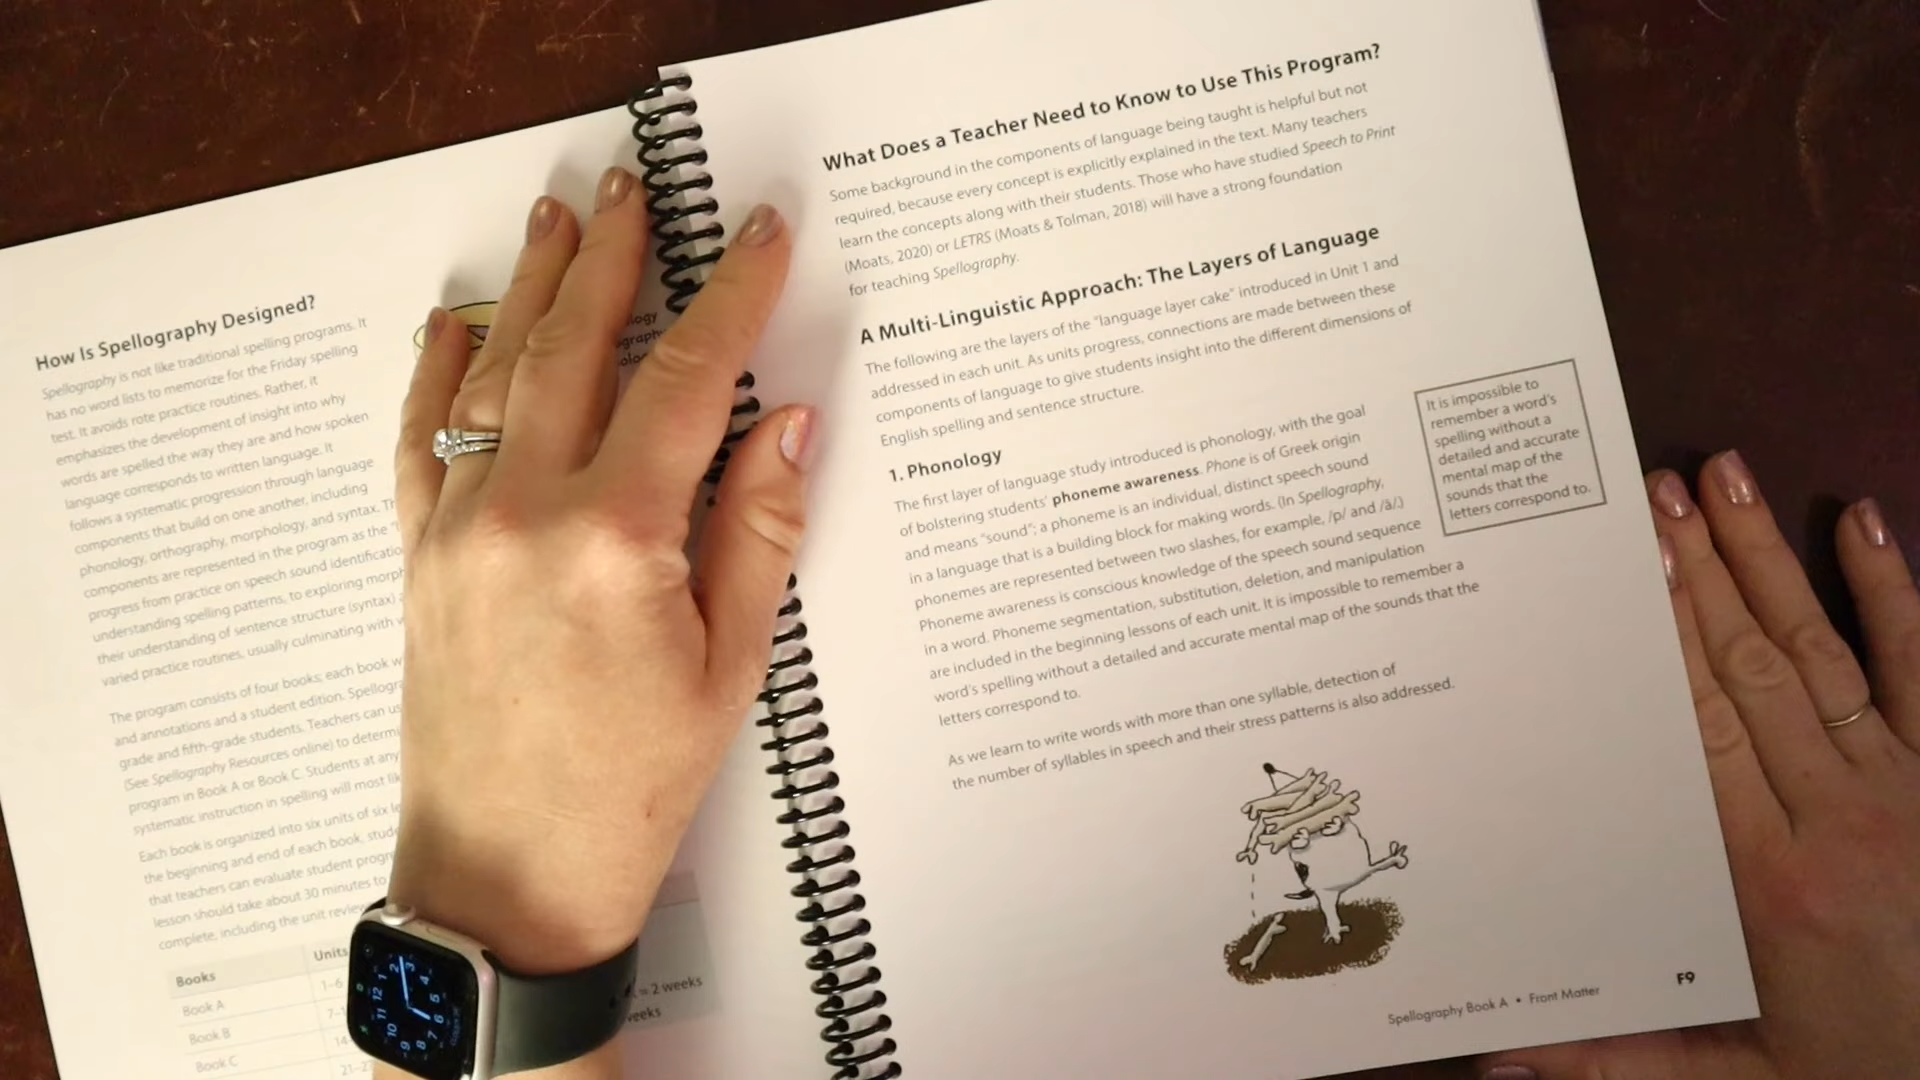 How Is Spellography Designed?
Spellography is not like traditional spelling programs. It
has no word lists to memorize for the Friday spelling
test. It avoids rote practice routines. Rather, it
emphasizes the development of insight into why
words are spelled the way they are and how spoken
language corresponds to written language. It
follows a systematic progression through language
components that build on one another, including
phonology, orthography, morphology, and syntax.
components are represented in the program as the
progress from practice on speech sound
understanding spelling patterns, to exploring
their understanding of sentence structure (syntax)
varied practice routines, usually culminating with
The program consists of four books; each book
and annotations and a student edition.
grade and fifth-grade students. Teachers can
(See Spellography Resources online) to
program in Book A or Book C. Students at any
systematic instruction in spelling will most
Each book is organized into six units of six
the beginning and end of each book,
that teachers can evaluate student
lesson should take about 30 minutes to
complete, including the unit
Books Units
Book A 1–6
Book B
Book C
= 2 weeks
weeks
What Does a Teacher Need to Know to Use This Program?
Some background in the components of language being taught is helpful but not
required, because every concept is explicitly explained in the text. Many teachers
learn the concepts along with their students. Those who have studied Speech to Print
(Moats, 2020) or LETRS (Moats & Tolman, 2018) will have a strong foundation
for teaching Spellography.
A Multi-Linguistic Approach: The Layers of Language
The following are the layers of the "language layer cake" introduced in Unit 1 and
addressed in each unit. As units progress, connections are made between these
components of language to give students insight into the different dimensions of
English spelling and sentence structure.
1. Phonology
The first layer of language study introduced is phonology, with the goal
of bolstering students' phoneme awareness. Phone is of Greek origin
and means "sound"; a phoneme is an individual, distinct speech sound
in a language that is a building block for making words. (In Spellography,
phonemes are represented between two slashes, for example, /p/ and /ă/.)
Phoneme awareness is conscious knowledge of the speech sound sequence
in a word. Phoneme segmentation, substitution, deletion, and manipulation
are included in the beginning lessons of each unit. It is impossible to remember a
word's spelling without a detailed and accurate mental map of the sounds that the
letters correspond to.
As we learn to write words with more than one syllable, detection of
the number of syllables in speech and their stress patterns is also addressed.
It is impossible to
remember a word's
spelling without a
detailed and accurate
mental map of the
sounds that the
letters correspond to.
Spellography Book A • Front Matter F9